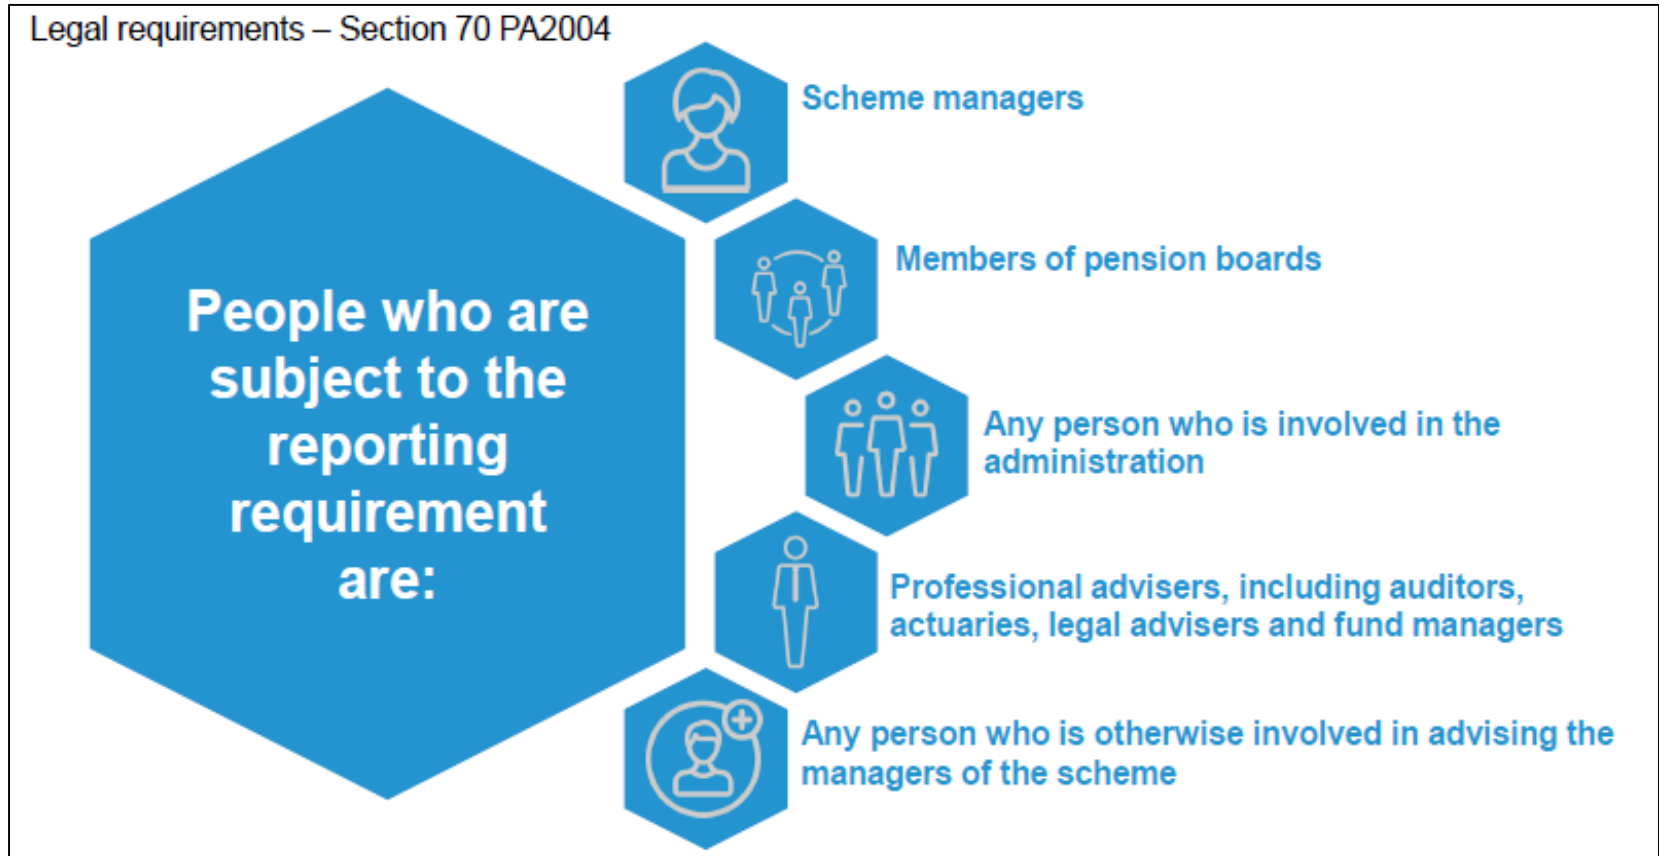 Legal requirements – Section 70 PA2004
People who are
subject to the
reporting
requirement
are:
Scheme managers
Members of pension boards
Any person who is involved in the
administration
Professional advisers, including auditors,
actuaries, legal advisers and fund managers
Any person who is otherwise involved in advising the
managers of the scheme